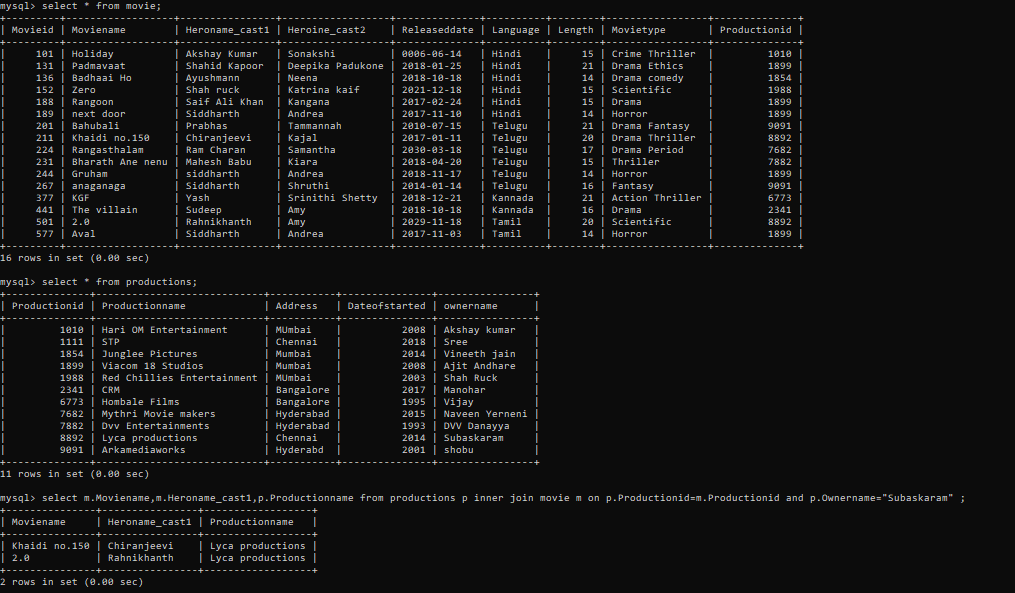 mysql> select * from movie;
+---------+------------------+----------------+------------------+--------------+----------+--------+-----------------+--------------+
| Movieid | Moviename | Heroname_cast1 | Heroine_cast2 | Releaseddate | Language | Length | Movietype | Productionid |
+---------+------------------+----------------+------------------+--------------+----------+--------+-----------------+--------------+
| 101 | Holiday | Akshay Kumar | Sonakshi | 0006-06-14 | Hindi | 15 | Crime Thriller | 1010 |
| 131 | Padmavaat | Shahid Kapoor | Deepika Padukone | 2018-01-25 | Hindi | 21 | Drama Ethics | 1899 |
| 136 | Badhaai Ho | Ayushmann | Neena | 2018-10-18 | Hindi | 14 | Drama comedy | 1854 |
| 152 | Zero | Shah ruck | Katrina kaif | 2021-12-18 | Hindi | 15 | Scientific | 1988 |
| 188 | Rangoon | Saif Ali Khan | Kangana | 2017-02-24 | Hindi | 15 | Drama | 1899 |
| 189 | next door | Siddharth | Andrea | 2017-11-10 | Hindi | 14 | Horror | 1899 |
| 201 | Bahubali | Prabhas | Tammannah | 2010-07-15 | Telugu | 21 | Drama Fantasy | 9091 |
| 211 | Khaidi no.150 | Chiranjeevi | Kajal | 2017-01-11 | Telugu | 20 | Drama Thriller | 8892 |
| 224 | Rangasthalam | Ram Charan | Samantha | 2030-03-18 | Telugu | 17 | Drama Period | 7682 |
| 231 | Bharath Ane nenu | Mahesh Babu | Kiara | 2018-04-20 | Telugu | 15 | Thriller | 7882 |
| 244 | Gruham | siddharth | Andrea | 2018-11-17 | Telugu | 14 | Horror | 1899 |
| 267 | anaganaga | Siddharth | Shruthi | 2014-01-14 | Telugu | 16 | Fantasy | 9091 |
| 377 | KGF | Yash | Srinithi Shetty | 2018-12-21 | Kannada | 21 | Action Thriller | 6773 |
| 441 | The villain | Sudeep | Amy | 2018-10-18 | Kannada | 16 | Drama | 2341 |
| 501 | 2.0 | Rahnikhanth | Amy | 2029-11-18 | Tamil | 20 | Scientific | 8892 |
| 577 | Aval | Siddharth | Andrea | 2017-11-03 | Tamil | 14 | Horror | 1899 |
+---------+------------------+----------------+------------------+--------------+----------+--------+-----------------+--------------+
16 rows in set (0.00 sec)
mysql> select * from productions;
+--------------+---------------------------+-----------+---------------+----------------+
| Productionid | Productionname | Address | Dateofstarted | ownername |
+--------------+---------------------------+-----------+---------------+----------------+
| 1010 | Hari OM Entertainment | MUmbai | 2008 | Akshay kumar |
| 1111 | STP | Chennai | 2018 | Sree |
| 1854 | Junglee Pictures | Mumbai | 2014 | Vineeth jain |
| 1899 | Viacom 18 Studios | Mumbai | 2008 | Ajit Andhare |
| 1988 | Red Chillies Entertainment | MUmbai | 2003 | Shah Ruck |
| 2341 | CRM | Bangalore | 2017 | Manohar |
| 6773 | Hombale Films | Bangalore | 1995 | Vijay |
| 7682 | Mythri Movie makers | Hyderabad | 2015 | Naveen Yerneni |
| 7882 | Dvv Entertainments | Hyderabad | 1993 | DVV Danayya |
| 8892 | Lyca productions | Chennai | 2014 | Subaskaram |
| 9091 | Arkamediaworks | Hyderabd | 2001 | shobu |
+--------------+---------------------------+-----------+---------------+----------------+
11 rows in set (0.00 sec)
mysql> select m.Moviename,m.Heroname_cast1,p.Productionname from productions p inner join movie m on p.Productionid=m.Productionid and p.Ownername="Subaskaram" ;
+---------------+----------------+------------------+
| Moviename | Heroname_cast1 | Productionname |
+---------------+----------------+------------------+
| Khaidi no.150 | Chiranjeevi | Lyca productions |
| 2.0 | Rahnikhanth | Lyca productions |
+---------------+----------------+------------------+
2 rows in set (0.00 sec)